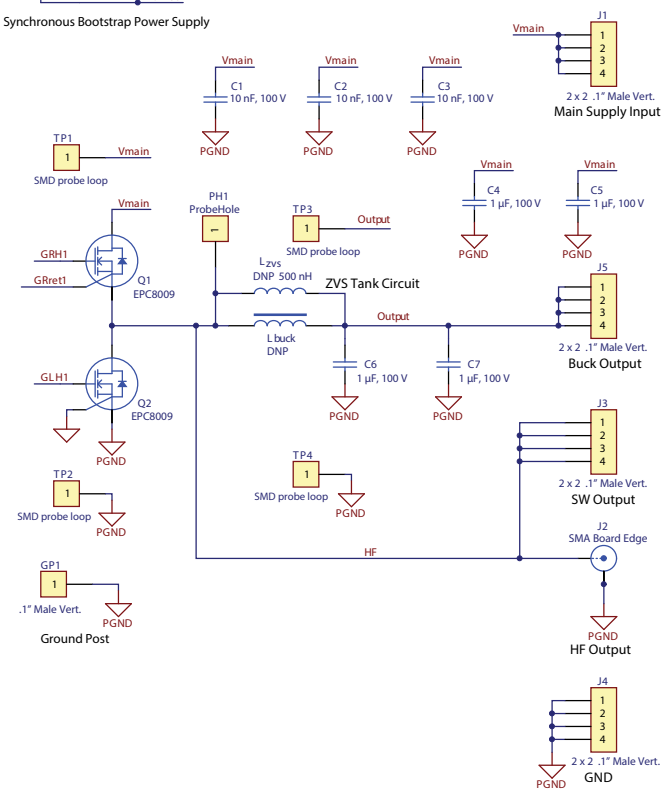 Synchronous Bootstrap Power Supply
J1
Vmain
1
2
3
4
2 x 2 .1” Male Vert.
Main Supply Input
Vmain
C1
10 nF, 100 V
PGND
Vmain
C2
10 nF, 100 V
PGND
Vmain
C3
10 nF, 100 V
PGND
TP1
1
Vmain
SMD probe loop
Vmain
C4
1 µF, 100 V
PGND
Vmain
C5
1 µF, 100 V
PGND
PH1
ProbeHole
1
TP3
1
Output
SMD probe loop
Vmain
GRH1
GRret1
Q1
EPC8009
Lzvs
DNP 500 nH
ZVS Tank Circuit
Output
L buck
DNP
J5
1
2
3
4
2 x 2 .1” Male Vert.
Buck Output
GLH1
Q2
EPC8009
PGND
C6
1 µF, 100 V
PGND
C7
1 µF, 100 V
PGND
J3
1
2
3
4
2 x 2 .1” Male Vert.
SW Output
TP2
1
SMD probe loop
PGND
TP4
1
SMD probe loop
PGND
HF
J2
SMA Board Edge
PGND
HF Output
GP1
1
.1” Male Vert.
PGND
Ground Post
J4
1
2
3
4
2 x 2 .1” Male Vert.
PGND
GND